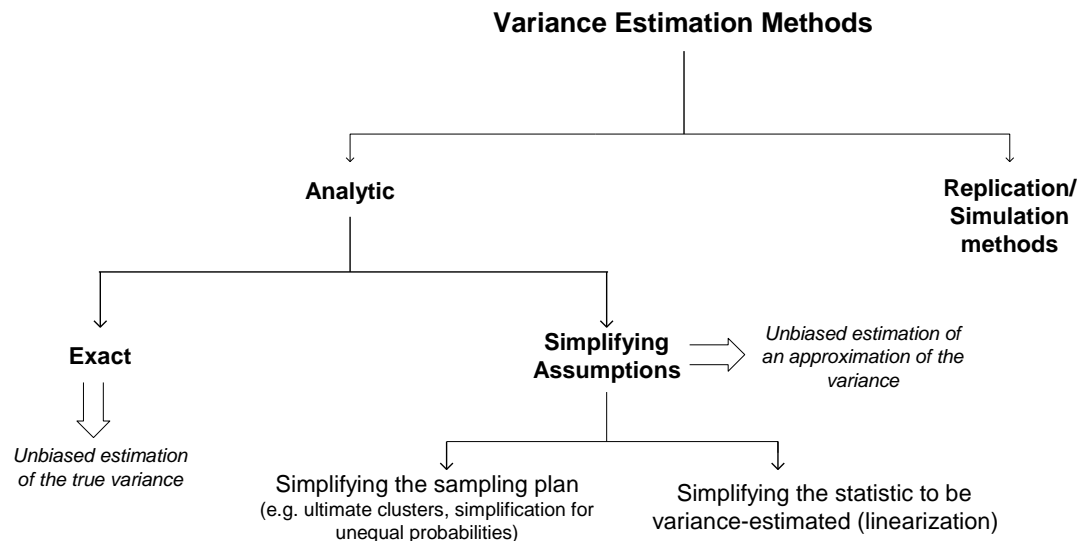 Variance Estimation Methods
Analytic
Replication/
Simulation
methods
Exact
Simplifying
Assumptions
Unbiased estimation of
an approximation of the
variance
Unbiased estimation
of the true variance
Simplifying the sampling plan
(e.g. ultimate clusters, simplification for
unequal probabilities)
Simplifying the statistic to be
variance-estimated (linearization)